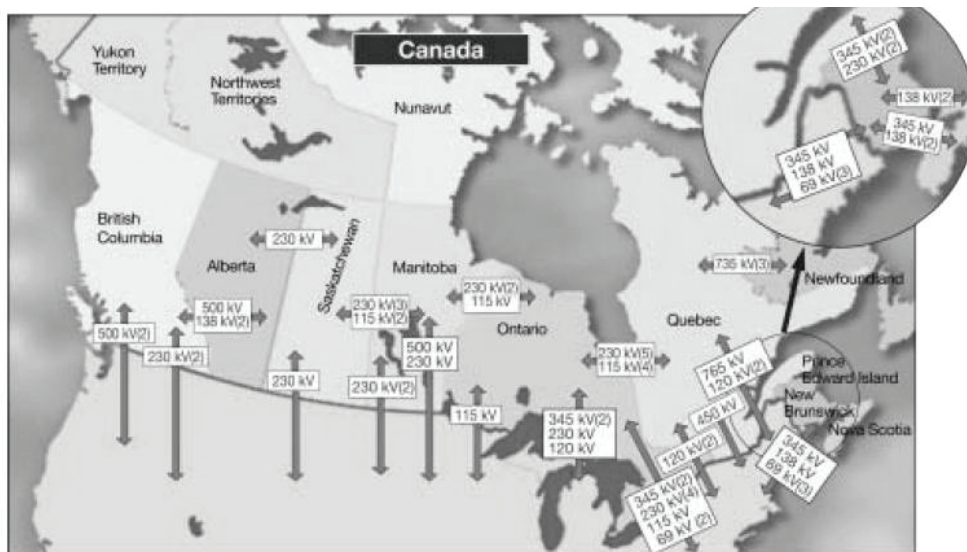 Canada
Yukon
Territory
Northwest
Territories
Nunavut
345 kV(2)
230 kV(2)
138 kV(2)
345 kV
138 kV(2)
345 kV
138 kV
69 kV(3)
British
Columbia
Alberta
230 kV
Saskatchewan
Manitoba
230 kV(2)
115 kV
735 kV(3)
Newfoundland
500 kV
138 kV(2)
230 kV(3)
115 kV(2)
Ontario
Quebec
500 kV(2)
230 kV(2)
230 kV
230 kV(2)
500 kV
230 kV
115 kV
345 kV(2)
230 kV
120 kV
230 kV(5)
115 kV(4)
765 kV
120 kV(2)
450 kV
120 kV(2)
Prince
Edward Island
New
Brunswick
Nova Scotia
345 kV
138 kV
69 kV(3)
345 kV(2)
230 kV(4)
115 kV
69 kV (2)